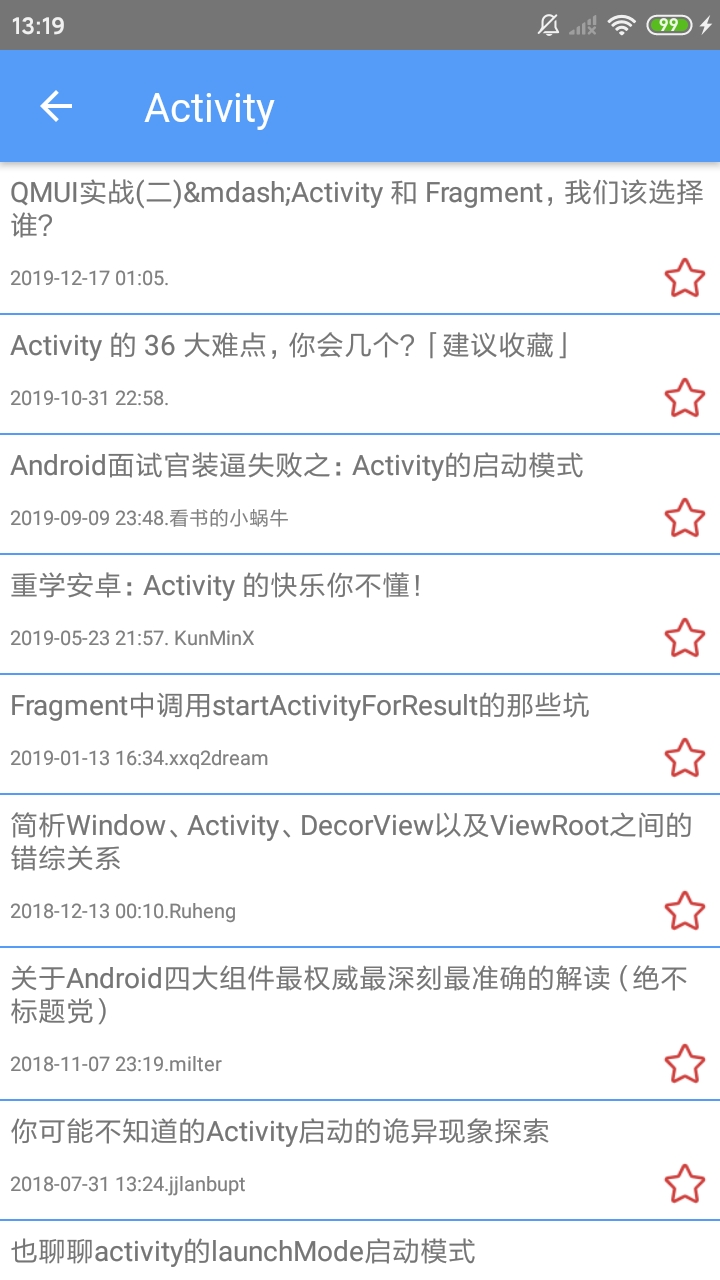 13:19
99
Activity
QMUI实战(二)&mdash;Activity 和 Fragment，我们该选择
谁？
2019-12-17 01:05.
Activity 的 36 大难点，你会几个？「建议收藏」
2019-10-31 22:58.
Android面试官装逼失败之：Activity的启动模式
2019-09-09 23:48.看书的小蜗牛
重学安卓：Activity 的快乐你不懂！
2019-05-23 21:57. KunMinX
Fragment中调用startActivityForResult的那些坑
2019-01-13 16:34.xxq2dream
简析Window、Activity、DecorView以及ViewRoot之间的
错综关系
2018-12-13 00:10.Ruheng
关于Android四大组件最权威最深刻最准确的解读（绝不
标题党）
2018-11-07 23:19.milter
你可能不知道的Activity启动的诡异现象探索
2018-07-31 13:24.jjlanbupt
也聊聊activity的launchMode启动模式